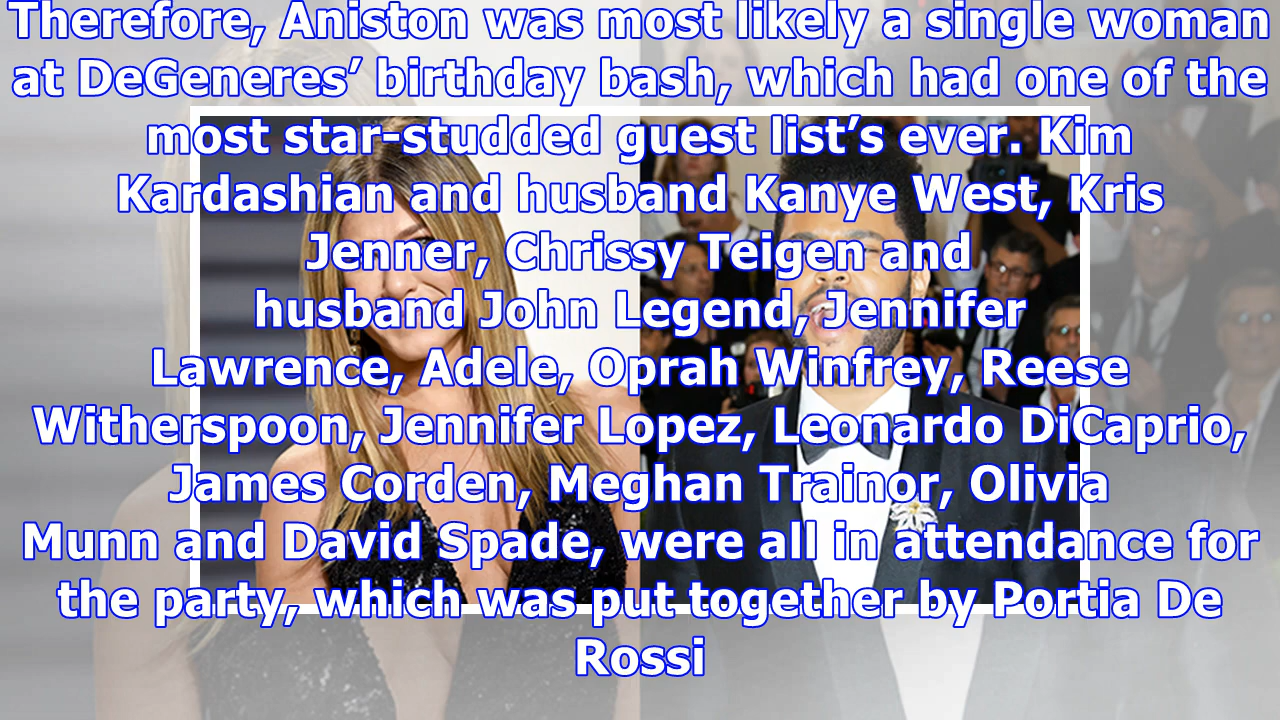 Therefore, Aniston was most likely a single woman
at DeGeneres’ birthday bash, which had one of the
most star-studded guest list’s ever. Kim
Kardashian and husband Kanye West, Kris
Jenner, Chrissy Teigen and
husband John Legend, Jennifer
Lawrence, Adele, Oprah Winfrey, Reese
Witherspoon, Jennifer Lopez, Leonardo DiCaprio,
James Corden, Meghan Trainor, Olivia
Munn and David Spade, were all in attendance for
the party, which was put together by Portia De
Rossi